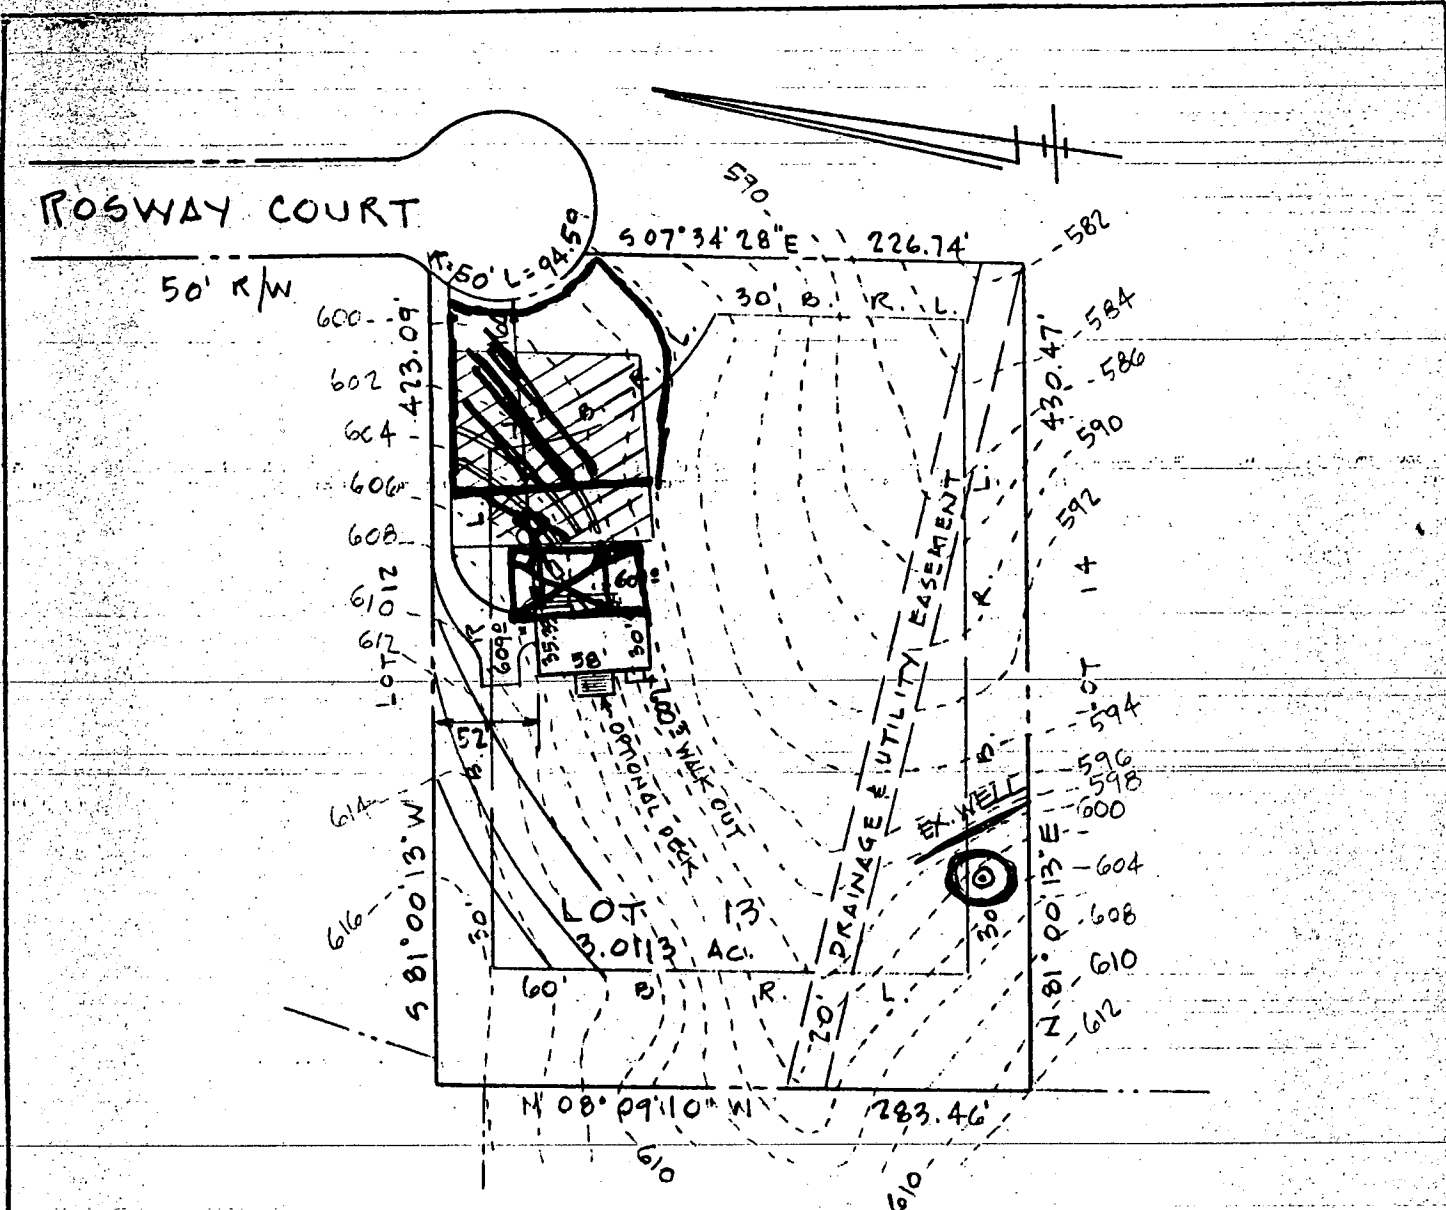 ROSWAY COURT
50' R/W
R=50' L=94.59
S 07° 34' 28" E 226.74'
590
582
584
586
590
592
594
596
598
600
604
608
610
612
30' B. R. L.
600
602
604
606
608
610
612
614
616
423.09'
S 81° 00' 13" W
LOT 12
430.47'
N 81° 00' 13" E
LOT 14
B. R. L.
609
58
30'
52
600.3 WALK OUT
OPTIONAL DECK
DRAINAGE & UTILITY EASEMENT
20'
EX. WELL
30
30'
LOT 13
3.0113 AC.
60' B. R. L.
N 08° 09' 10" W 283.46'
610
610